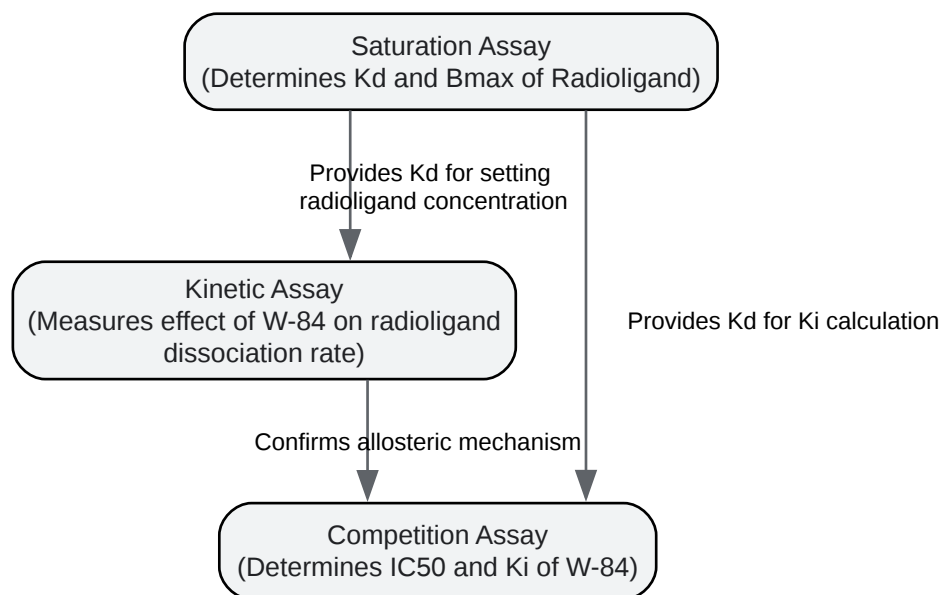 Saturation Assay
(Determines Kd and Bmax of Radioligand)
Provides Kd for setting
radioligand concentration
Kinetic Assay
(Measures effect of W-84 on radioligand
dissociation rate)
Provides Kd for Ki calculation
Confirms allosteric mechanism
Competition Assay
(Determines IC50 and Ki of W-84)